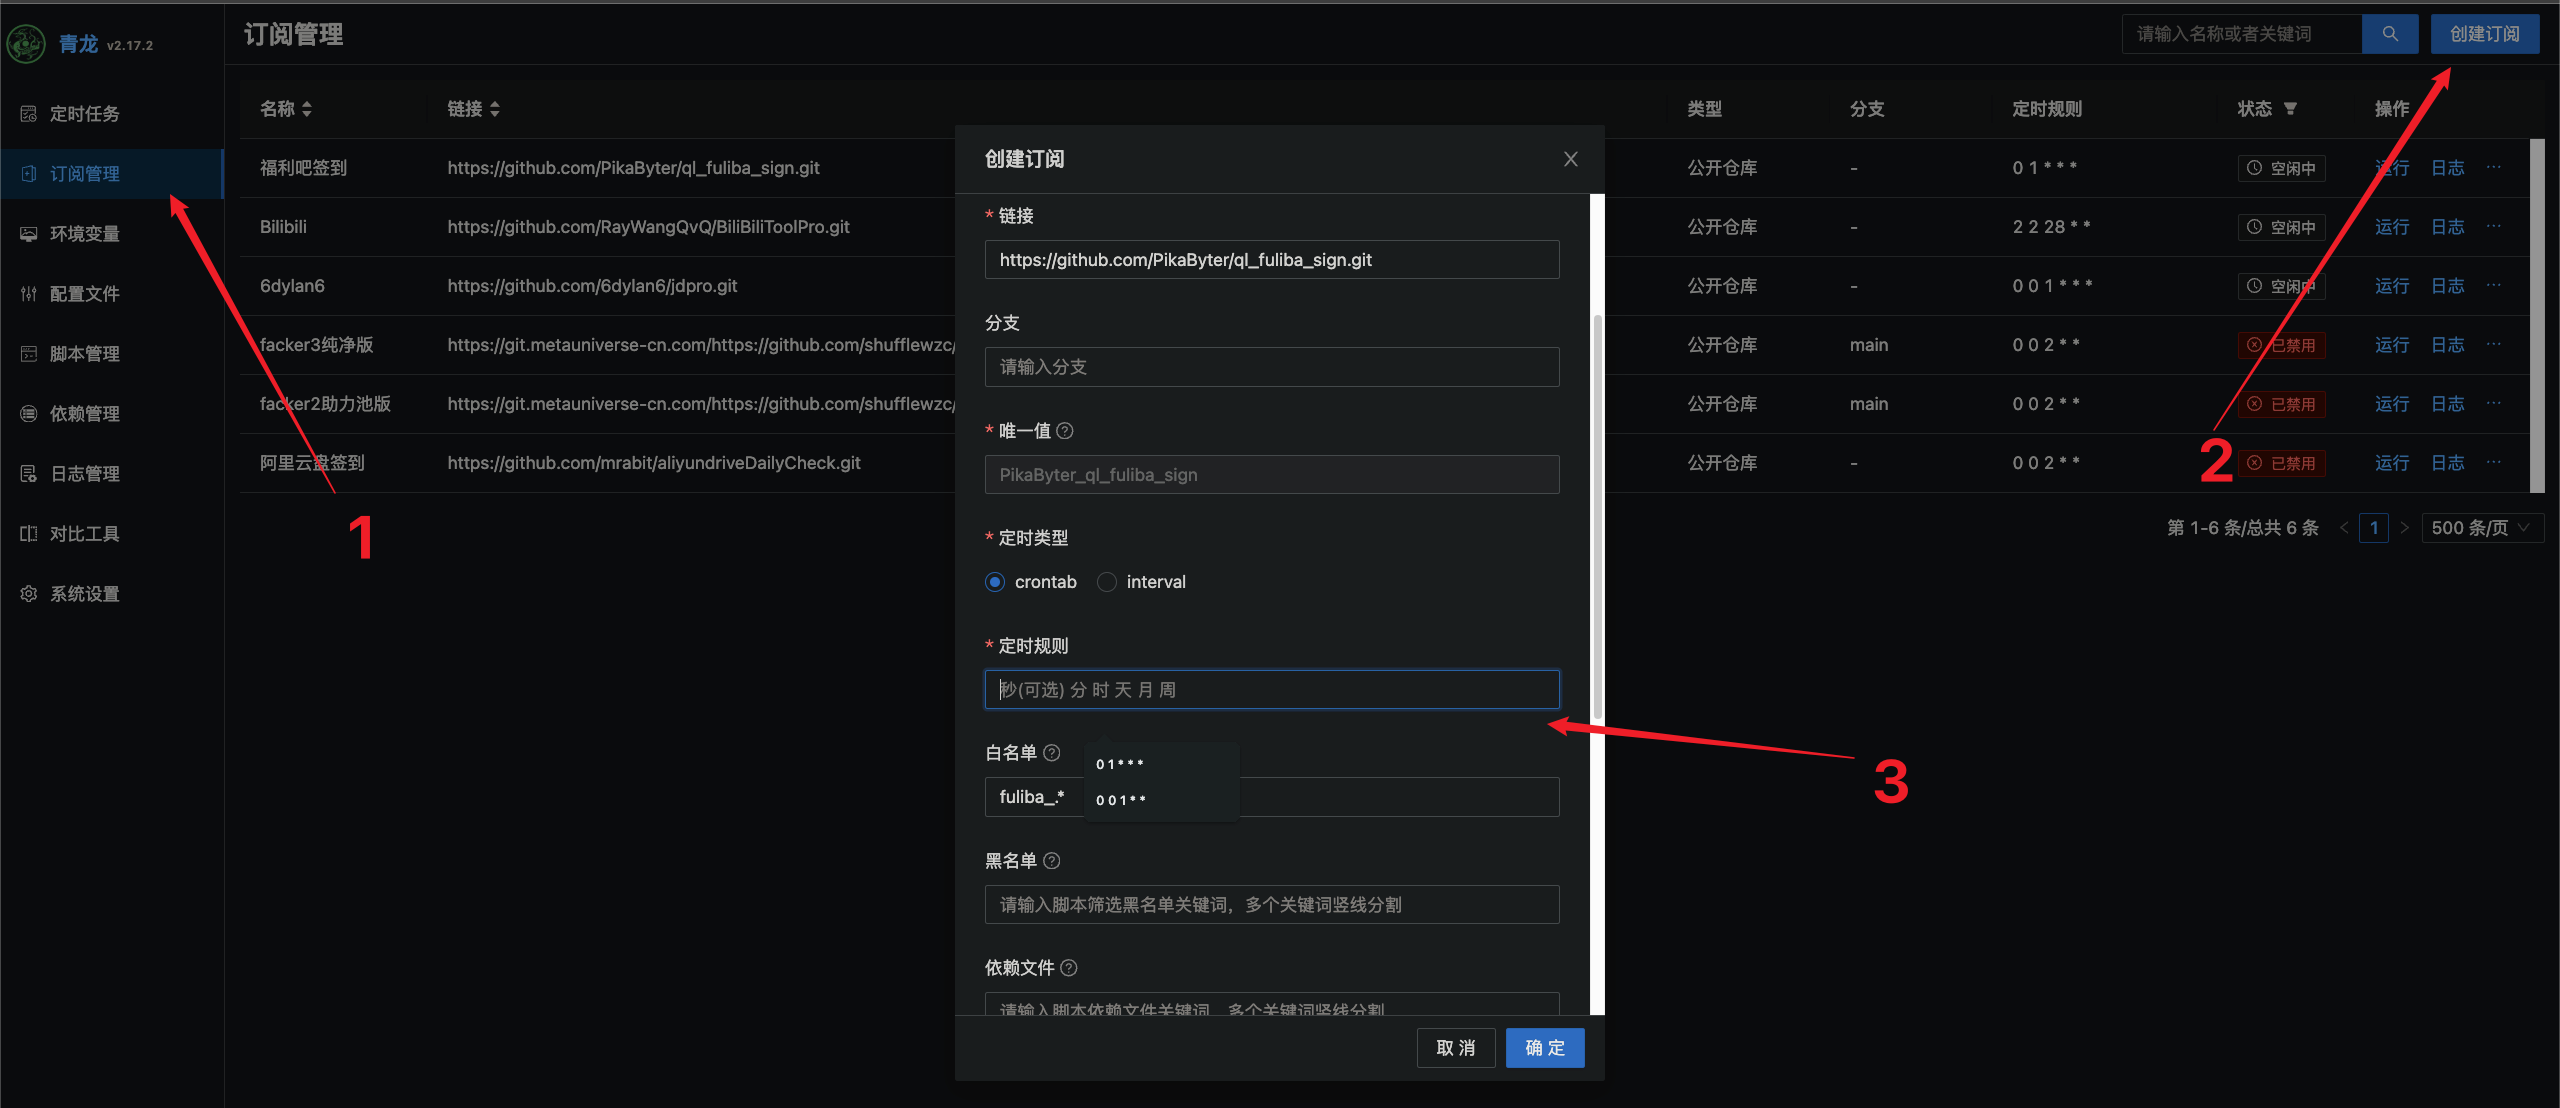 青龙 v2.17.2
定时任务
订阅管理
环境变量
配置文件
脚本管理
依赖管理
日志管理
对比工具
系统设置
订阅管理
请输入名称或者关键词
创建订阅
名称 链接 类型 分支 定时规则 状态 操作
福利吧签到 https://github.com/PikaByter/ql_fuliba_sign.git 公开仓库 - 0 1 * * * 空闲中 运行 日志 ...
Bilibili https://github.com/RayWangQvQ/BiliBiliToolPro.git 公开仓库 - 2 2 28 * * 空闲中 运行 日志 ...
6dylan6 https://github.com/6dylan6/jdpro.git 公开仓库 - 0 0 1 * * * 空闲中 运行 日志 ...
facker3纯净版 https://git.metauniverse-cn.com/https://github.com/shufflewzc/ 公开仓库 main 0 0 2 * * 已禁用 运行 日志 ...
facker2助力池版 https://git.metauniverse-cn.com/https://github.com/shufflewzc/ 公开仓库 main 0 0 2 * * 已禁用 运行 日志 ...
阿里云盘签到 https://github.com/mrabit/aliyundriveDailyCheck.git 公开仓库 - 0 0 2 * * 已禁用 运行 日志 ...
第 1-6 条/总共 6 条 < 1 > 500 条/页
创建订阅
* 链接
https://github.com/PikaByter/ql_fuliba_sign.git
分支
请输入分支
* 唯一值
PikaByter_ql_fuliba_sign
* 定时类型
crontab interval
* 定时规则
秒(可选) 分 时 天 月 周
白名单
0 1 * * *
fuliba_.*
0 0 1 * *
黑名单
请输入脚本筛选黑名单关键词，多个关键词竖线分割
依赖文件
请输入脚本依赖文件关键词，多个关键词竖线分割
取 消 确 定
1
2
3